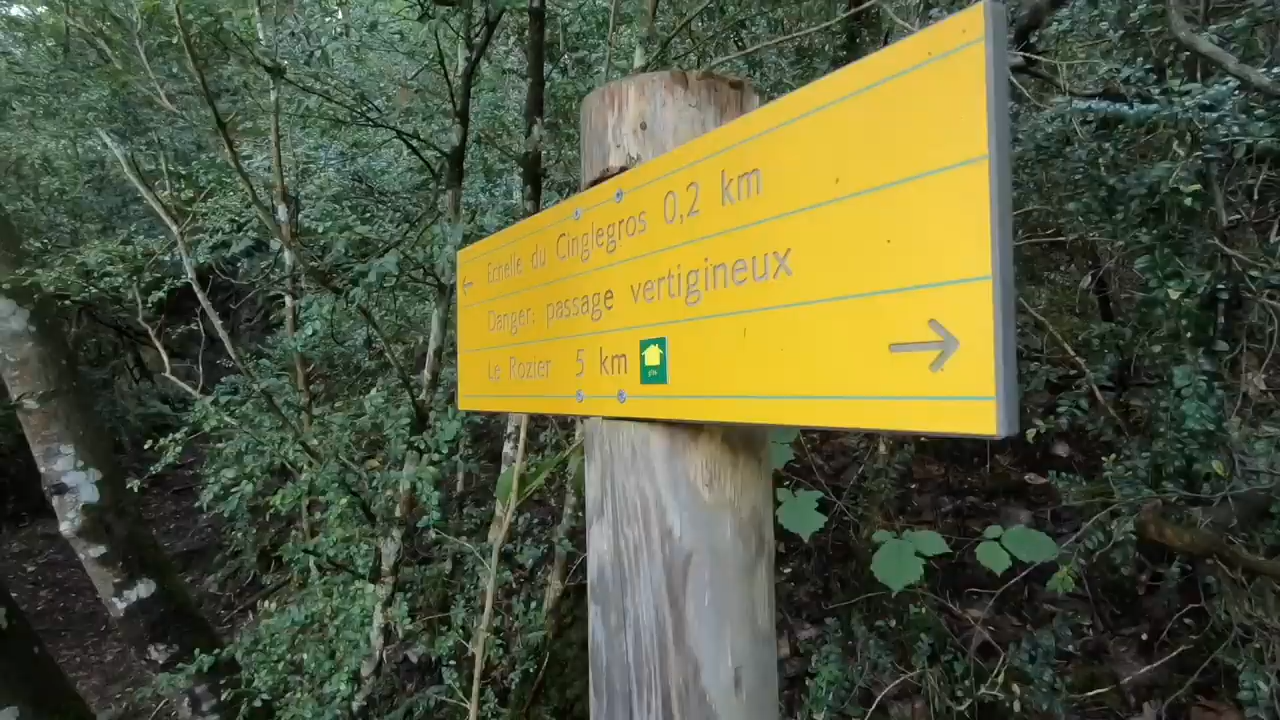 ← Echelle du Cinglegros 0,2 km
Danger: passage vertigineux
Le Rozier 5 km →